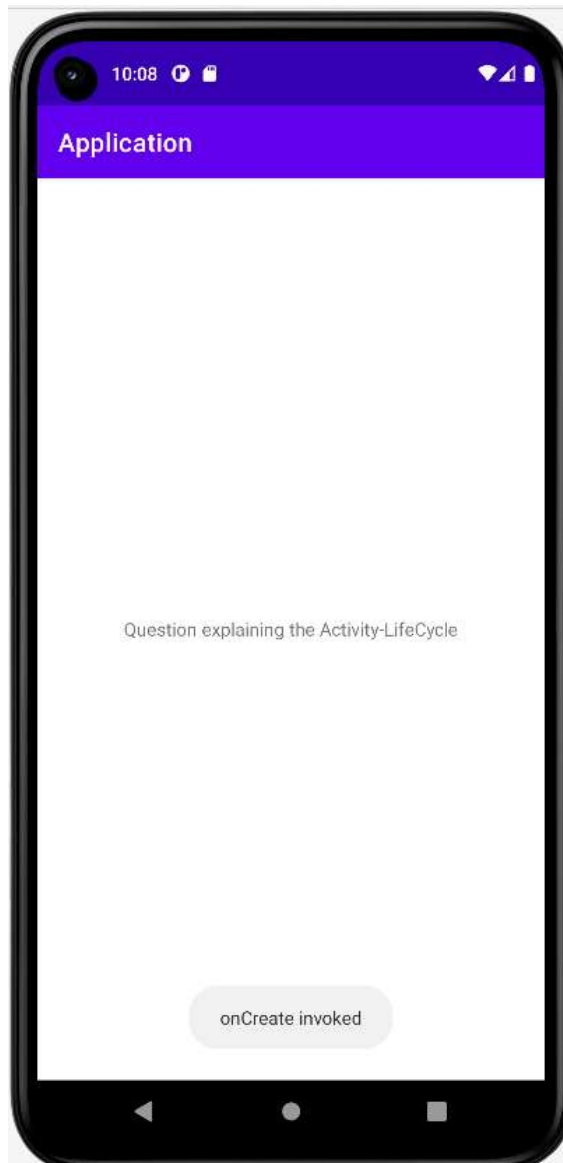 10:08
Application
Question explaining the Activity-LifeCycle
onCreate invoked